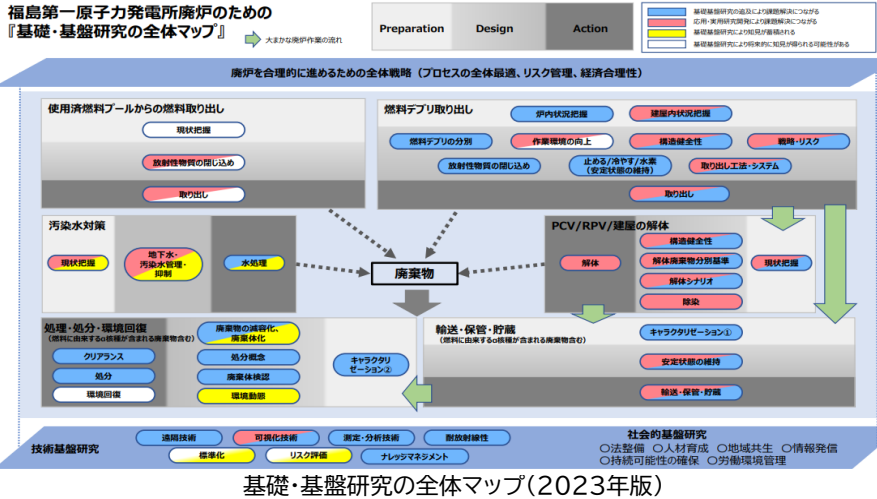 福島第一原子力発電所廃炉のための
『基礎・基盤研究の全体マップ』
大まかな廃炉作業の流れ
Preparation
Design
Action
基礎基盤研究の追及により課題解決につながる
応用・実用研究開発により課題解決につながる
基礎基盤研究により知見が蓄積される
基礎基盤研究により将来的に知見が得られる可能性がある
廃炉を合理的に進めるための全体戦略（プロセスの全体最適、リスク管理、経済合理性）
使用済燃料プールからの燃料取り出し
現状把握
放射性物質の閉じ込め
取り出し
燃料デブリ取り出し
炉内状況把握
建屋内状況把握
燃料デブリの分別
作業環境の向上
構造健全性
戦略・リスク
放射性物質の閉じ込め
止める/冷やす/水素
（安定状態の維持）
取り出し工法・システム
取り出し
汚染水対策
現状把握
地下水・
汚染水管理・
抑制
水処理
廃棄物
PCV/RPV/建屋の解体
解体
構造健全性
解体廃棄物分別基準
解体シナリオ
除染
現状把握
処理・処分・環境回復
（燃料に由来するα核種が含まれる廃棄物含む）
クリアランス
処分
環境回復
廃棄物の減容化、
廃棄体化
処分概念
廃棄体検認
環境動態
キャラクタリ
ゼーション②
輸送・保管・貯蔵
（燃料に由来するα核種が含まれる廃棄物含む）
キャラクタリゼーション①
安定状態の維持
輸送・保管・貯蔵
技術基盤研究
遠隔技術
可視化技術
測定・分析技術
耐放射線性
標準化
リスク評価
ナレッジマネジメント
社会的基盤研究
〇法整備 〇人材育成 〇地域共生 〇情報発信
〇持続可能性の確保 〇労働環境管理
基礎・基盤研究の全体マップ(2023年版)